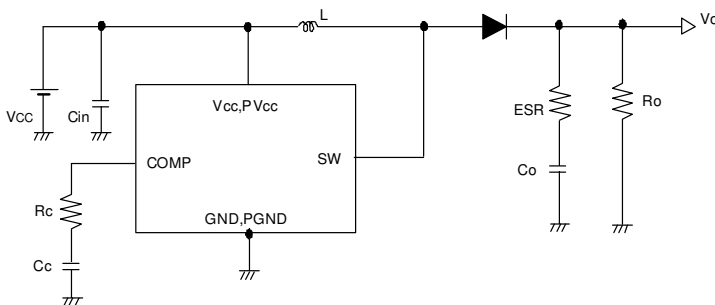 L
Vo
Vcc,PVcc
VCC
Cin
ESR
Ro
COMP
SW
Co
Rc
GND,PGND
Cc